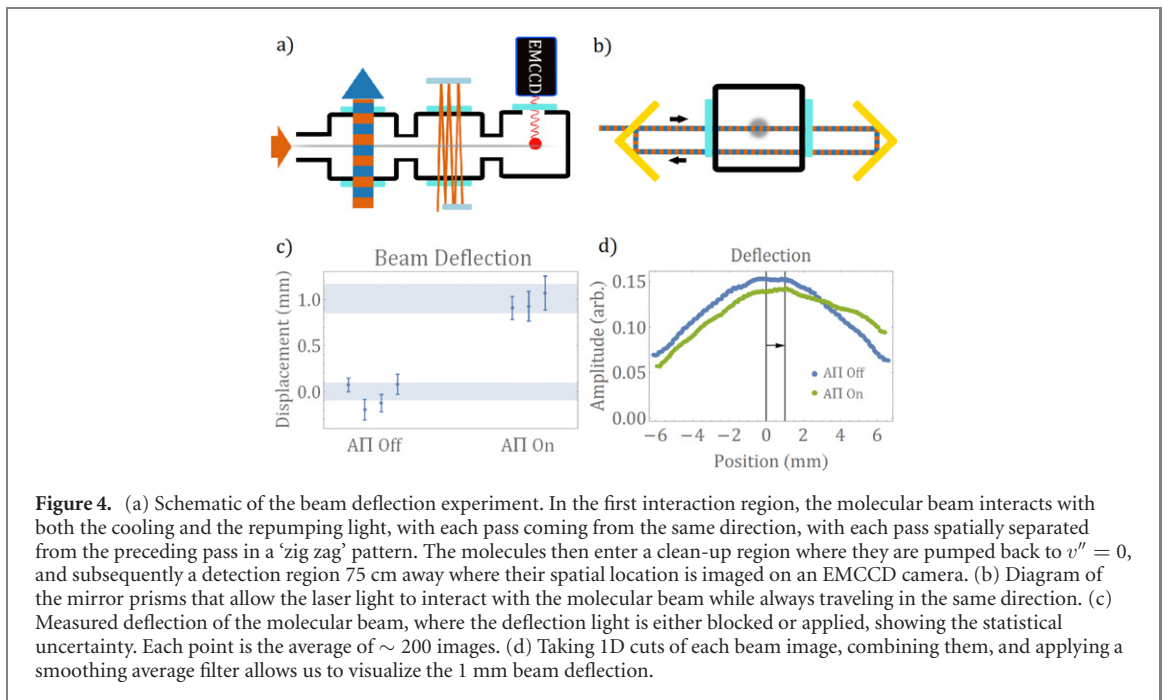 a)
EMCCD
b)
c)
Beam Deflection
Displacement (mm)
1.0
0.5
0.0
AΠ Off
AΠ On
d)
Deflection
Amplitude (arb.)
0.15
0.10
0.05
0.00
AΠ Off
AΠ On
−6 −4 −2 0 2 4 6
Position (mm)
Figure 4. (a) Schematic of the beam deflection experiment. In the first interaction region, the molecular beam interacts with
both the cooling and the repumping light, with each pass coming from the same direction, with each pass spatially separated
from the preceding pass in a ‘zig zag’ pattern. The molecules then enter a clean-up region where they are pumped back to v″ = 0,
and subsequently a detection region 75 cm away where their spatial location is imaged on an EMCCD camera. (b) Diagram of
the mirror prisms that allow the laser light to interact with the molecular beam while always traveling in the same direction. (c)
Measured deflection of the molecular beam, where the deflection light is either blocked or applied, showing the statistical
uncertainty. Each point is the average of ∼ 200 images. (d) Taking 1D cuts of each beam image, combining them, and applying a
smoothing average filter allows us to visualize the 1 mm beam deflection.